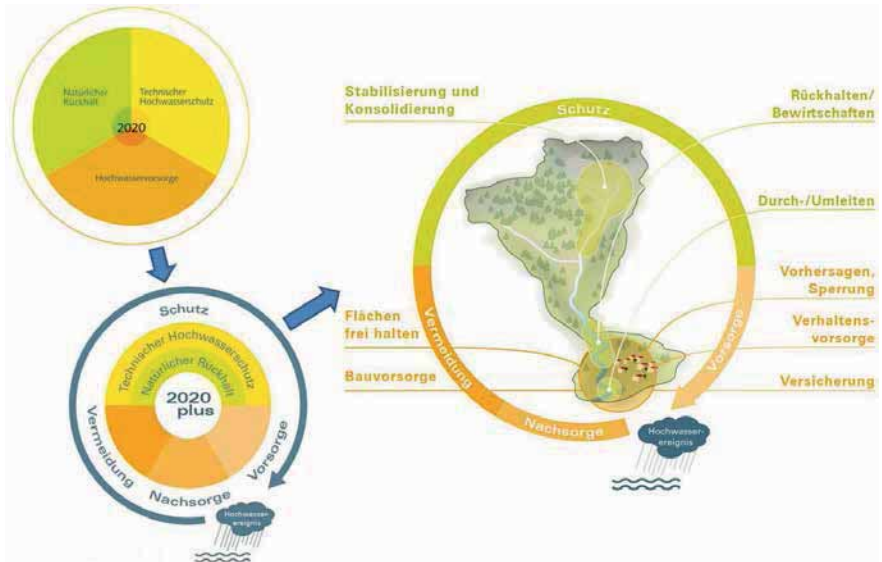 Natürlicher
Rückhalt
Technischer
Hochwasserschutz
2020
Hochwasservorsorge
Schutz
Technischer Hochwasserschutz
Natürlicher Rückhalt
2020
plus
Vermeidung
Nachsorge
Vorsorge
Hochwasser-
ereignis
Stabilisierung und
Konsolidierung
Schutz
Rückhalten/
Bewirtschaften
Durch-/Umleiten
Vorhersagen,
Sperrung
Flächen
frei halten
Verhaltens-
vorsorge
Bauvorsorge
Versicherung
Vermeidung
Nachsorge
Vorsorge
Hochwasser-
ereignis